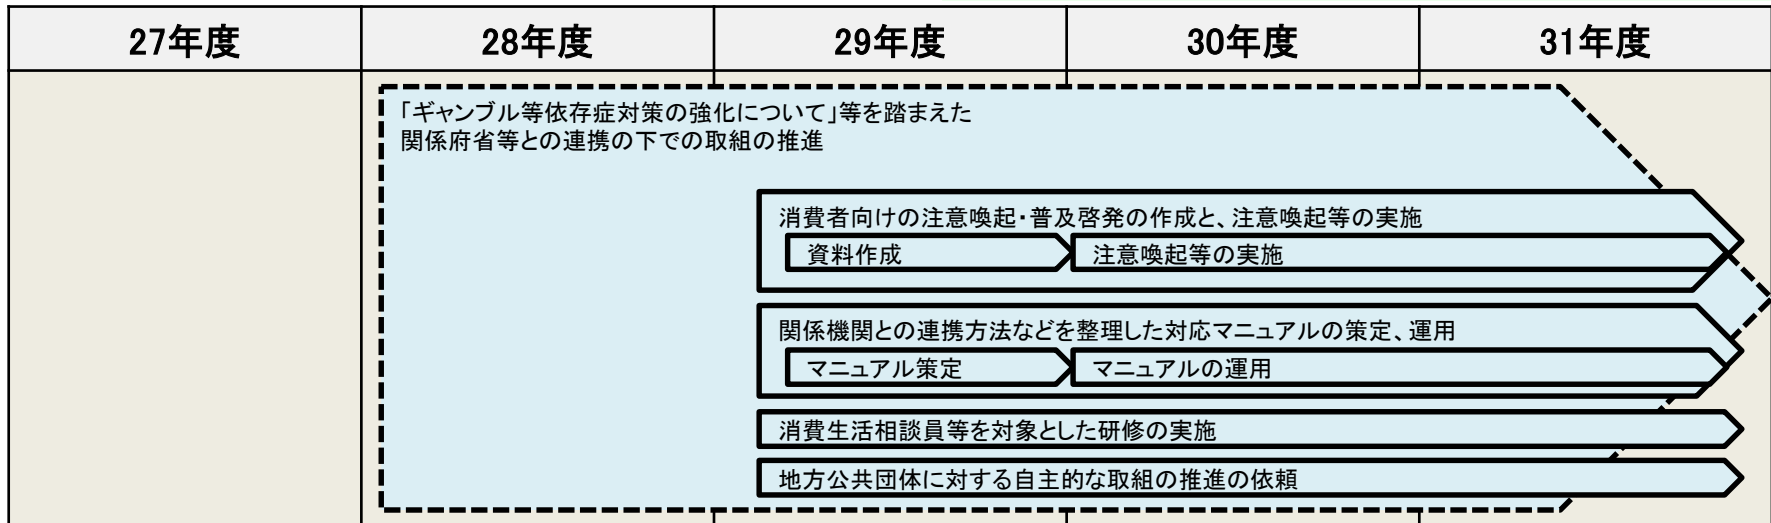 27年度
28年度
29年度
30年度
31年度
「ギャンブル等依存症対策の強化について」等を踏まえた
関係府省等との連携の下での取組の推進
消費者向けの注意喚起・普及啓発の作成と、注意喚起等の実施
資料作成
注意喚起等の実施
関係機関との連携方法などを整理した対応マニュアルの策定、運用
マニュアル策定
マニュアルの運用
消費生活相談員等を対象とした研修の実施
地方公共団体に対する自主的な取組の推進の依頼